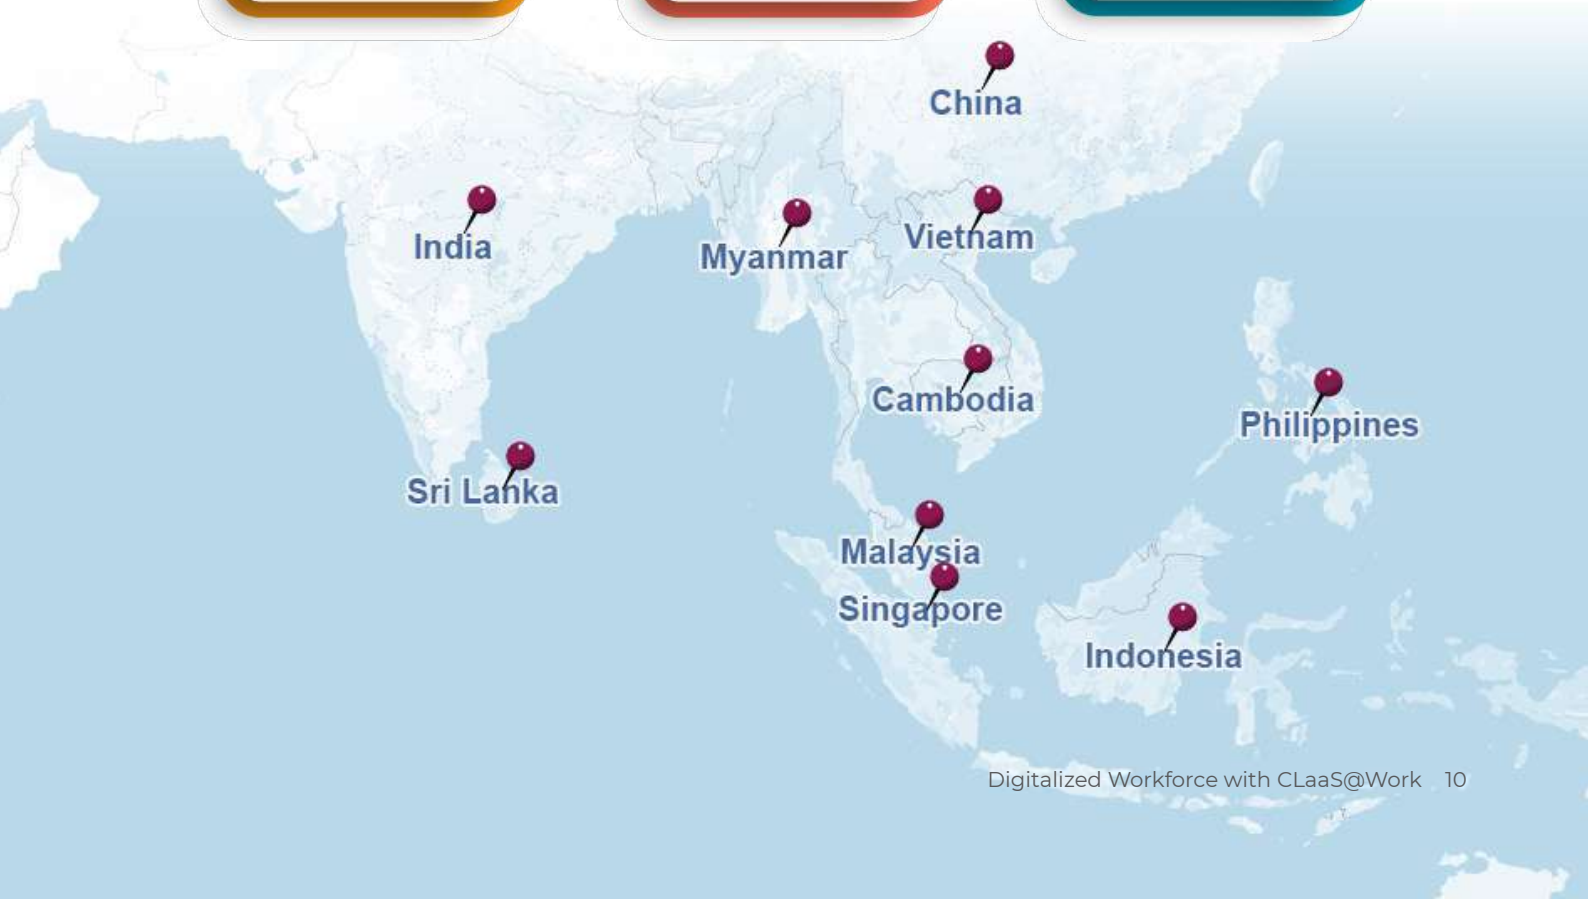 China
India
Myanmar
Vietnam
Cambodia
Philippines
Sri Lanka
Malaysia
Singapore
Indonesia
Digitalized Workforce with CLaaS@Work 10